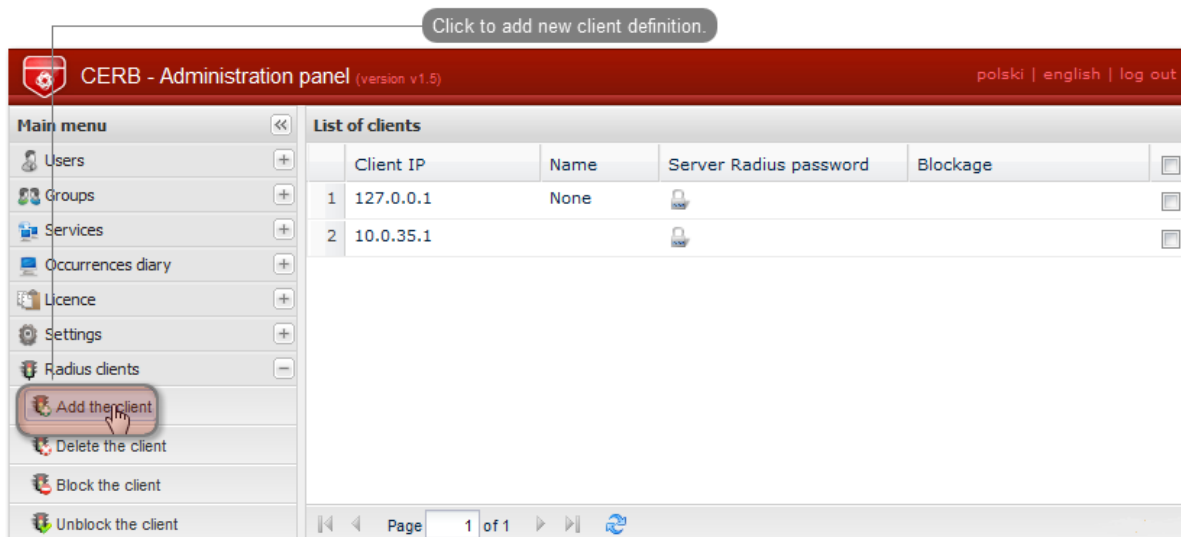 Click to add new client definition.
CERB - Administration panel (version v1.5)
polski | english | log out
Main menu
Users
Groups
Services
Occurrences diary
Licence
Settings
Radius clients
Add the client
Delete the client
Block the client
Unblock the client
List of clients
Client IP Name Server Radius password Blockage
1 127.0.0.1 None
2 10.0.35.1
Page 1 of 1